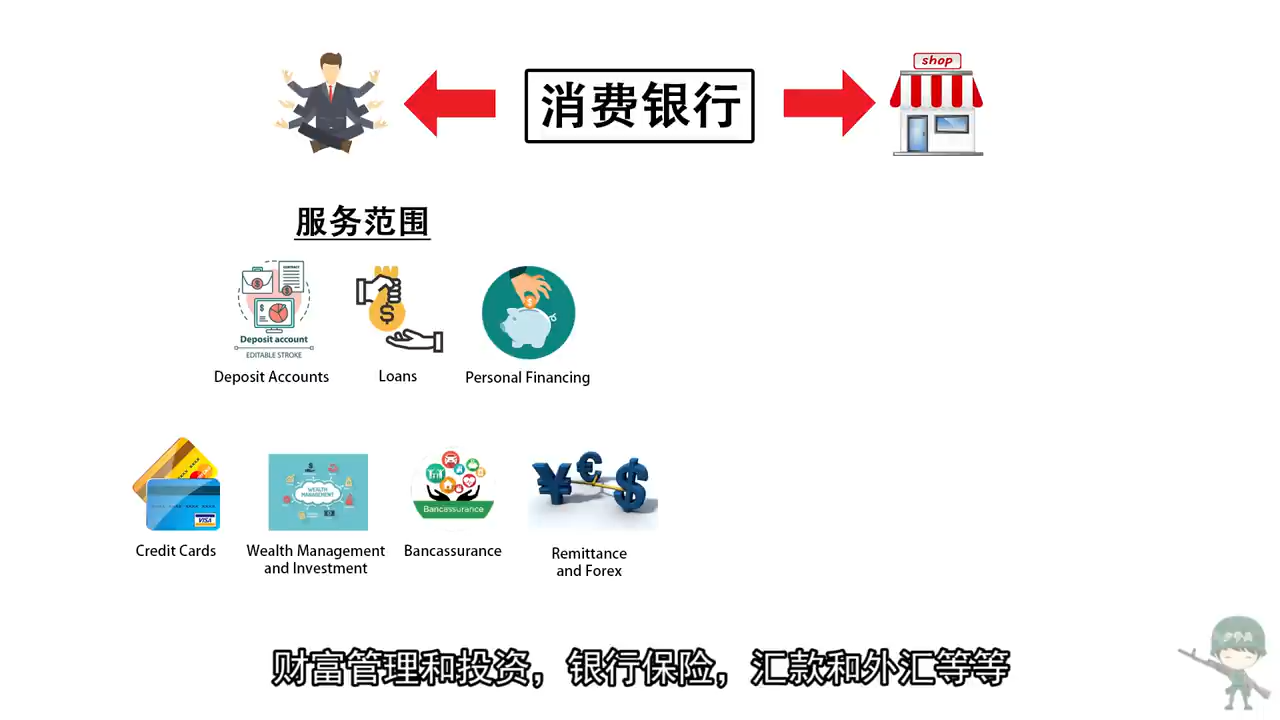 shop
消费银行
服务范围
CONTRACT
Deposit account
EDITABLE STROKE
Deposit Accounts
Loans
Personal Financing
VISA
WEALTH
MANAGEMENT
Bancassurance
Credit Cards
Wealth Management
and Investment
Bancassurance
Remittance
and Forex
财富管理和投资，银行保险，汇款和外汇等等